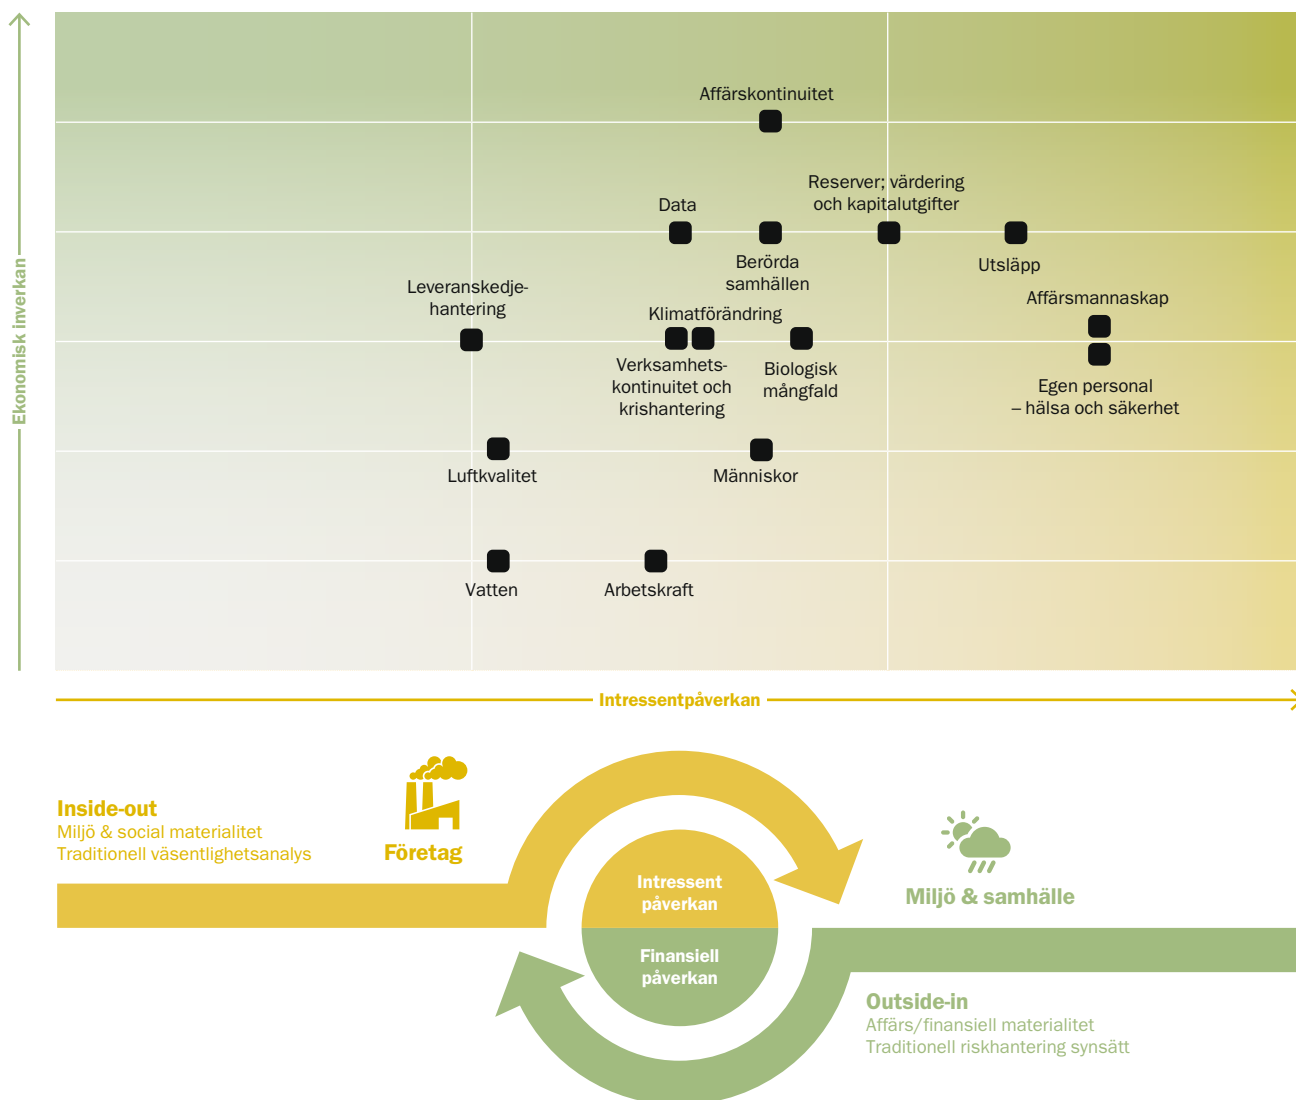 Ekonomisk inverkan
Affärskontinuitet
Reserver; värdering
och kapitalutgifter
Data
Berörda
samhällen
Utsläpp
Leveranskedje-
hantering
Affärsmannaskap
Klimatförändring
Verksamhets-
kontinuitet och
krishantering
Biologisk
mångfald
Egen personal
– hälsa och säkerhet
Luftkvalitet
Människor
Vatten
Arbetskraft
Intressentpåverkan
Inside-out
Miljö & social materialitet
Traditionell väsentlighetsanalys
Företag
Intressent
påverkan
Finansiell
påverkan
Miljö & samhälle
Outside-in
Affärs/finansiell materialitet
Traditionell riskhantering synsätt